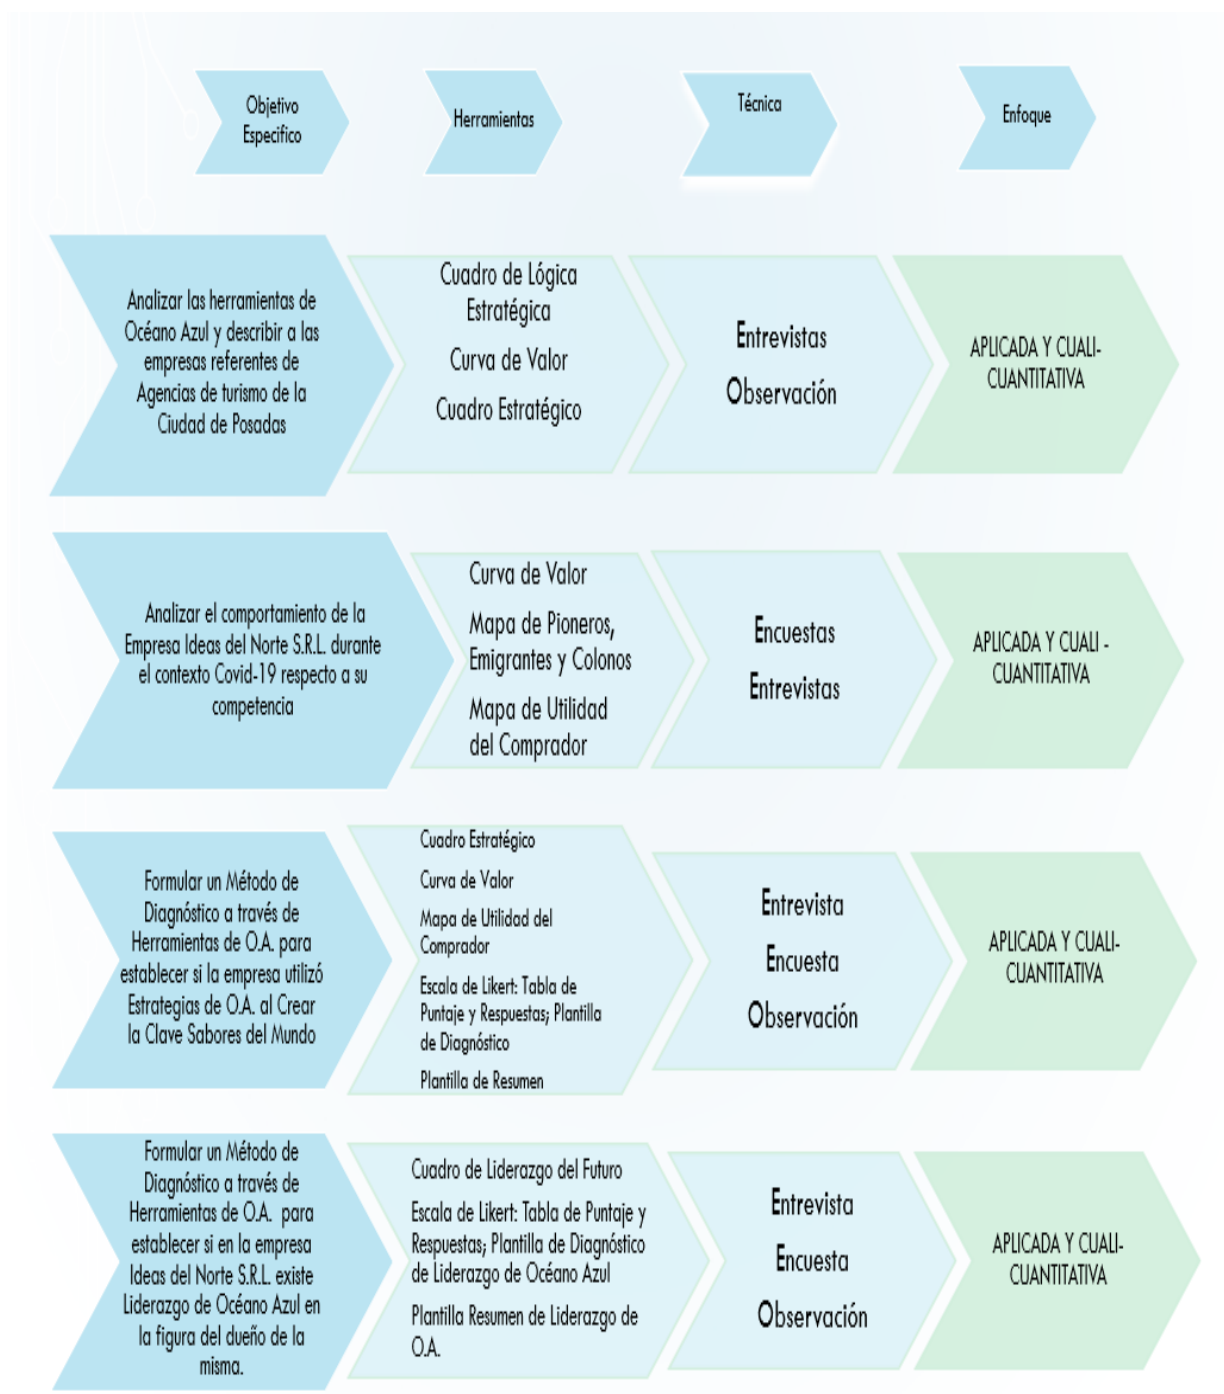 Objetivo
Especifico
Herramientas
Técnica
Enfoque
Analizar las herramientas de
Océano Azul y describir a las
empresas referentes de
Agencias de turismo de la
Ciudad de Posadas
Cuadro de Lógica
Estratégica
Curva de Valor
Cuadro Estratégico
Entrevistas
Observación
APLICADA Y CUALI-
CUANTITATIVA
Analizar el comportamiento de la
Empresa Ideas del Norte S.R.L. durante
el contexto Covid-19 respecto a su
competencia
Curva de Valor
Mapa de Pioneros,
Emigrantes y Colonos
Mapa de Utilidad
del Comprador
Encuestas
Entrevistas
APLICADA Y CUALI -
CUANTITATIVA
Formular un Método de
Diagnóstico a través de
Herramientas de O.A. para
establecer si la empresa utilizó
Estrategias de O.A. al Crear
la Clave Sabores del Mundo
Cuadro Estratégico
Curva de Valor
Mapa de Utilidad del
Comprador
Escala de Likert: Tabla de
Puntaje y Respuestas; Plantilla
de Diagnóstico
Plantilla de Resumen
Entrevista
Encuesta
Observación
APLICADA Y CUALI-
CUANTITATIVA
Formular un Método de
Diagnóstico a través de
Herramientas de O.A. para
establecer si en la empresa
Ideas del Norte S.R.L. existe
Liderazgo de Océano Azul en
la figura del dueño de la
misma.
Cuadro de Liderazgo del Futuro
Escala de Likert: Tabla de Puntaje y
Respuestas; Plantilla de Diagnóstico
de Liderazgo de Océano Azul
Plantilla Resumen de Liderazgo de
O.A.
Entrevista
Encuesta
Observación
APLICADA Y CUALI-
CUANTITATIVA